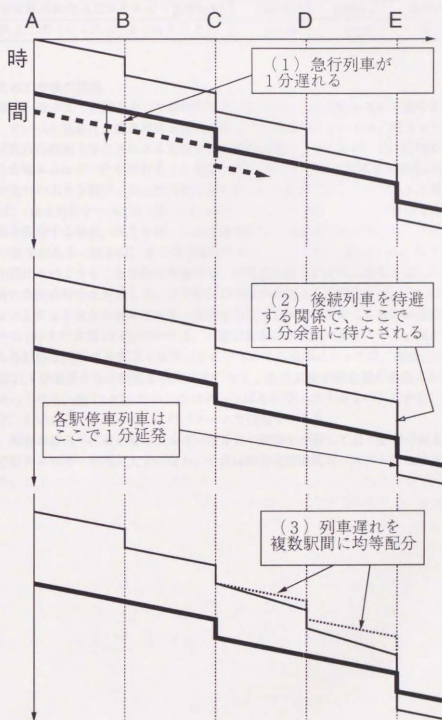 A B C D E
時
間
(1) 急行列車が
1分遅れる
(2) 後続列車を待避
する関係で、ここで
1分余計に待たされる
各駅停車列車は
ここで1分延発
(3) 列車遅れを
複数駅間に均等配分